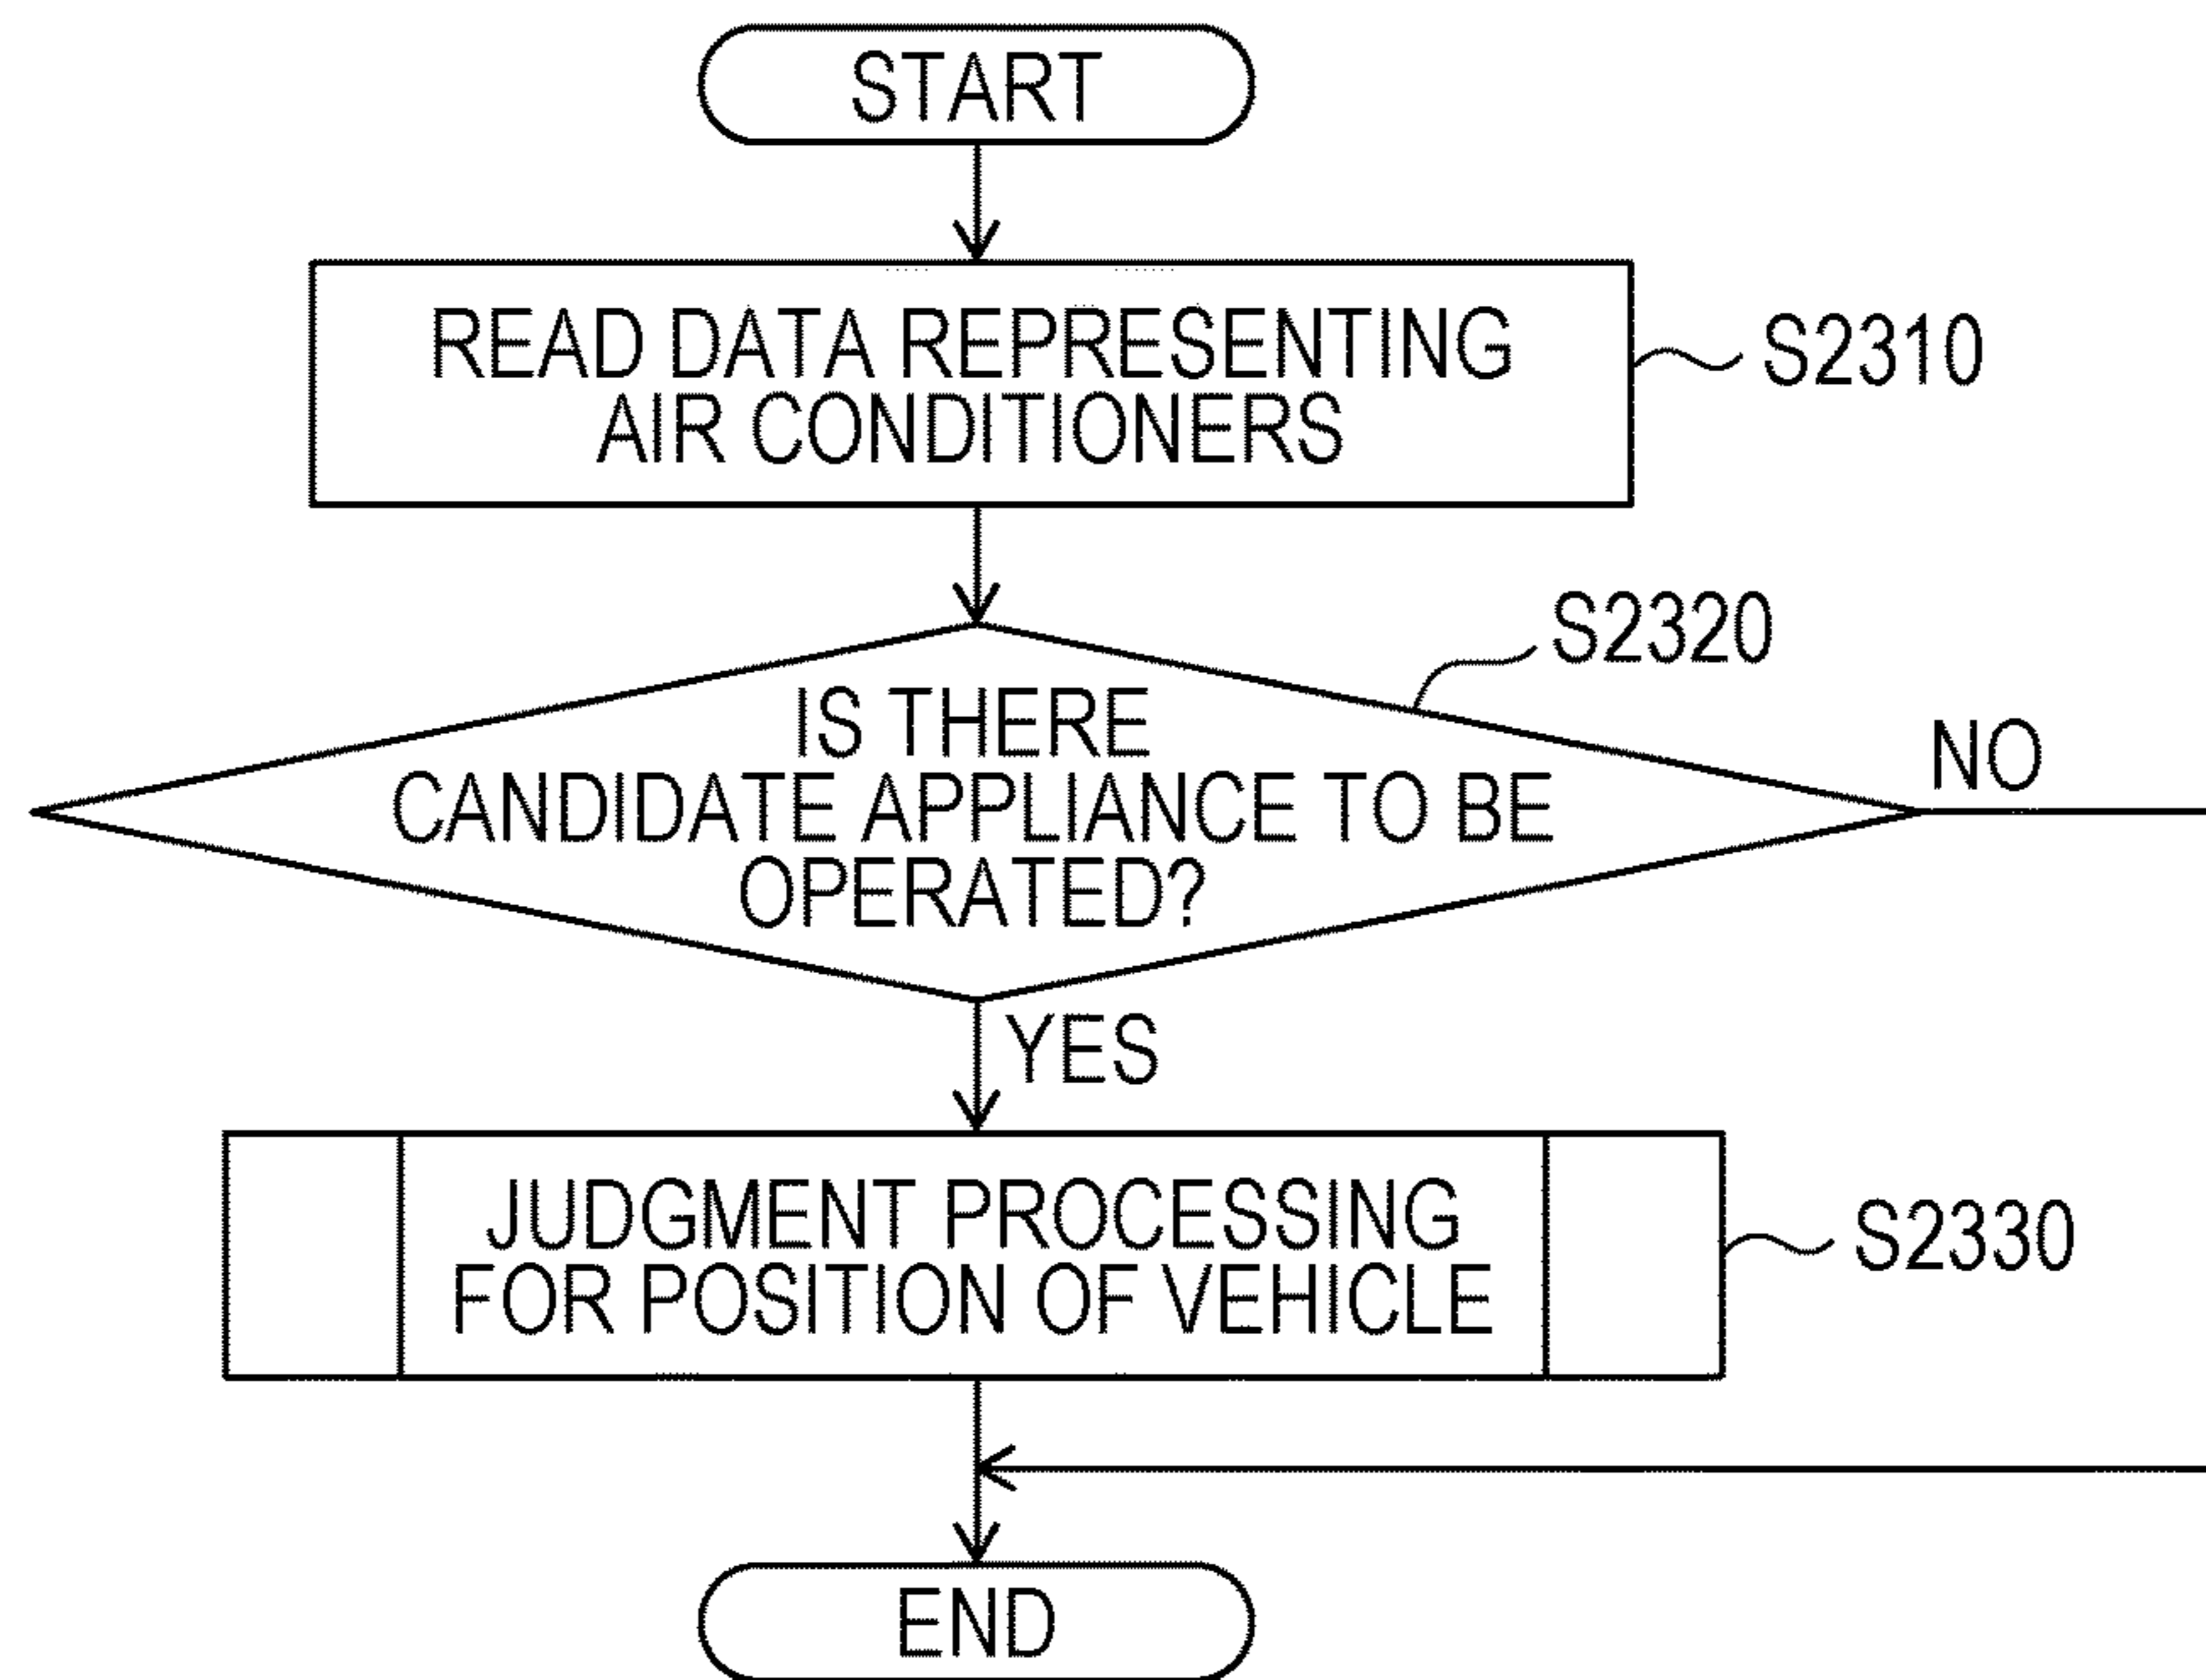 START
READ DATA REPRESENTING
AIR CONDITIONERS
S2310
S2320
IS THERE
CANDIDATE APPLIANCE TO BE
OPERATED?
NO
YES
JUDGMENT PROCESSING
FOR POSITION OF VEHICLE
S2330
END